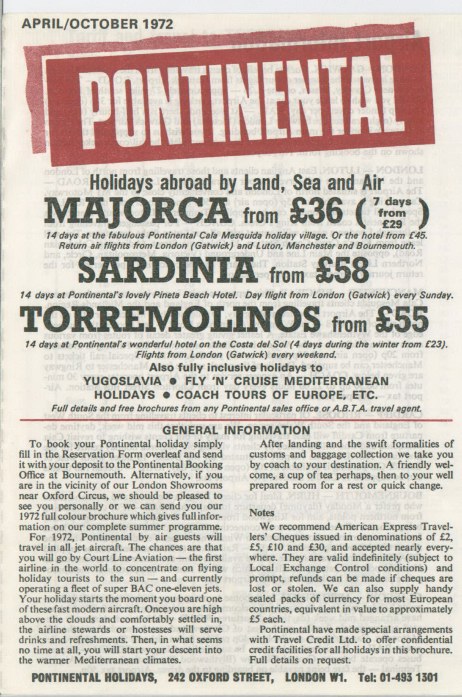 APRIL/OCTOBER 1972
PONTINENTAL
Holidays abroad by Land, Sea and Air
MAJORCA from £36 ( 7 days from £29 )
14 days at the fabulous Pontinental Cala Mesquida holiday village. Or the hotel from £45.
Return air flights from London (Gatwick) and Luton, Manchester and Bournemouth.
SARDINIA from £58
14 days at Pontinental's lovely Pineta Beach Hotel. Day flight from London (Gatwick) every Sunday.
TORREMOLINOS from £55
14 days at Pontinental's wonderful hotel on the Costa del Sol (4 days during the winter from £23).
Flights from London (Gatwick) every weekend.
Also fully inclusive holidays to
YUGOSLAVIA ● FLY 'N' CRUISE MEDITERRANEAN
HOLIDAYS ● COACH TOURS OF EUROPE, ETC.
Full details and free brochures from any Pontinental sales office or A.B.T.A. travel agent.
GENERAL INFORMATION
To book your Pontinental holiday simply
fill in the Reservation Form overleaf and send
it with your deposit to the Pontinental Booking
Office at Bournemouth. Alternatively, if you
are in the vicinity of our London Showrooms
near Oxford Circus, we should be pleased to
see you personally or we can send you our
1972 full colour brochure which gives full infor-
mation on our complete summer programme.
For 1972, Pontinental by air guests will
travel in all jet aircraft. The chances are that
you will go by Court Line Aviation — the first
airline in the world to concentrate on flying
holiday tourists to the sun — and currently
operating a fleet of super BAC one-eleven jets.
Your holiday starts the moment you board one
of these fast modern aircraft. Once you are high
above the clouds and comfortably settled in,
the airline stewards or hostesses will serve
drinks and refreshments. Then, in what seems
no time at all, you will start your descent into
the warmer Mediterranean climates.
After landing and the swift formalities of
customs and baggage collection we take you
by coach to your destination. A friendly wel-
come, a cup of tea perhaps, then to your well
prepared room for a rest or quick change.
Notes
We recommend American Express Travel-
lers' Cheques issued in denominations of £2,
£5, £10 and £30, and accepted nearly every-
where. They are valid indefinitely (subject to
Local Exchange Control conditions) and
prompt, refunds can be made if cheques are
lost or stolen. We can also supply handy
sealed packs of currency for most European
countries, equivalent in value to approximately
£5 each.
Pontinental have made special arrangements
with Travel Credit Ltd. to offer confidential
credit facilities for all holidays in this brochure.
Full details on request.
PONTINENTAL HOLIDAYS, 242 OXFORD STREET, LONDON W1. Tel: 01-493 1301